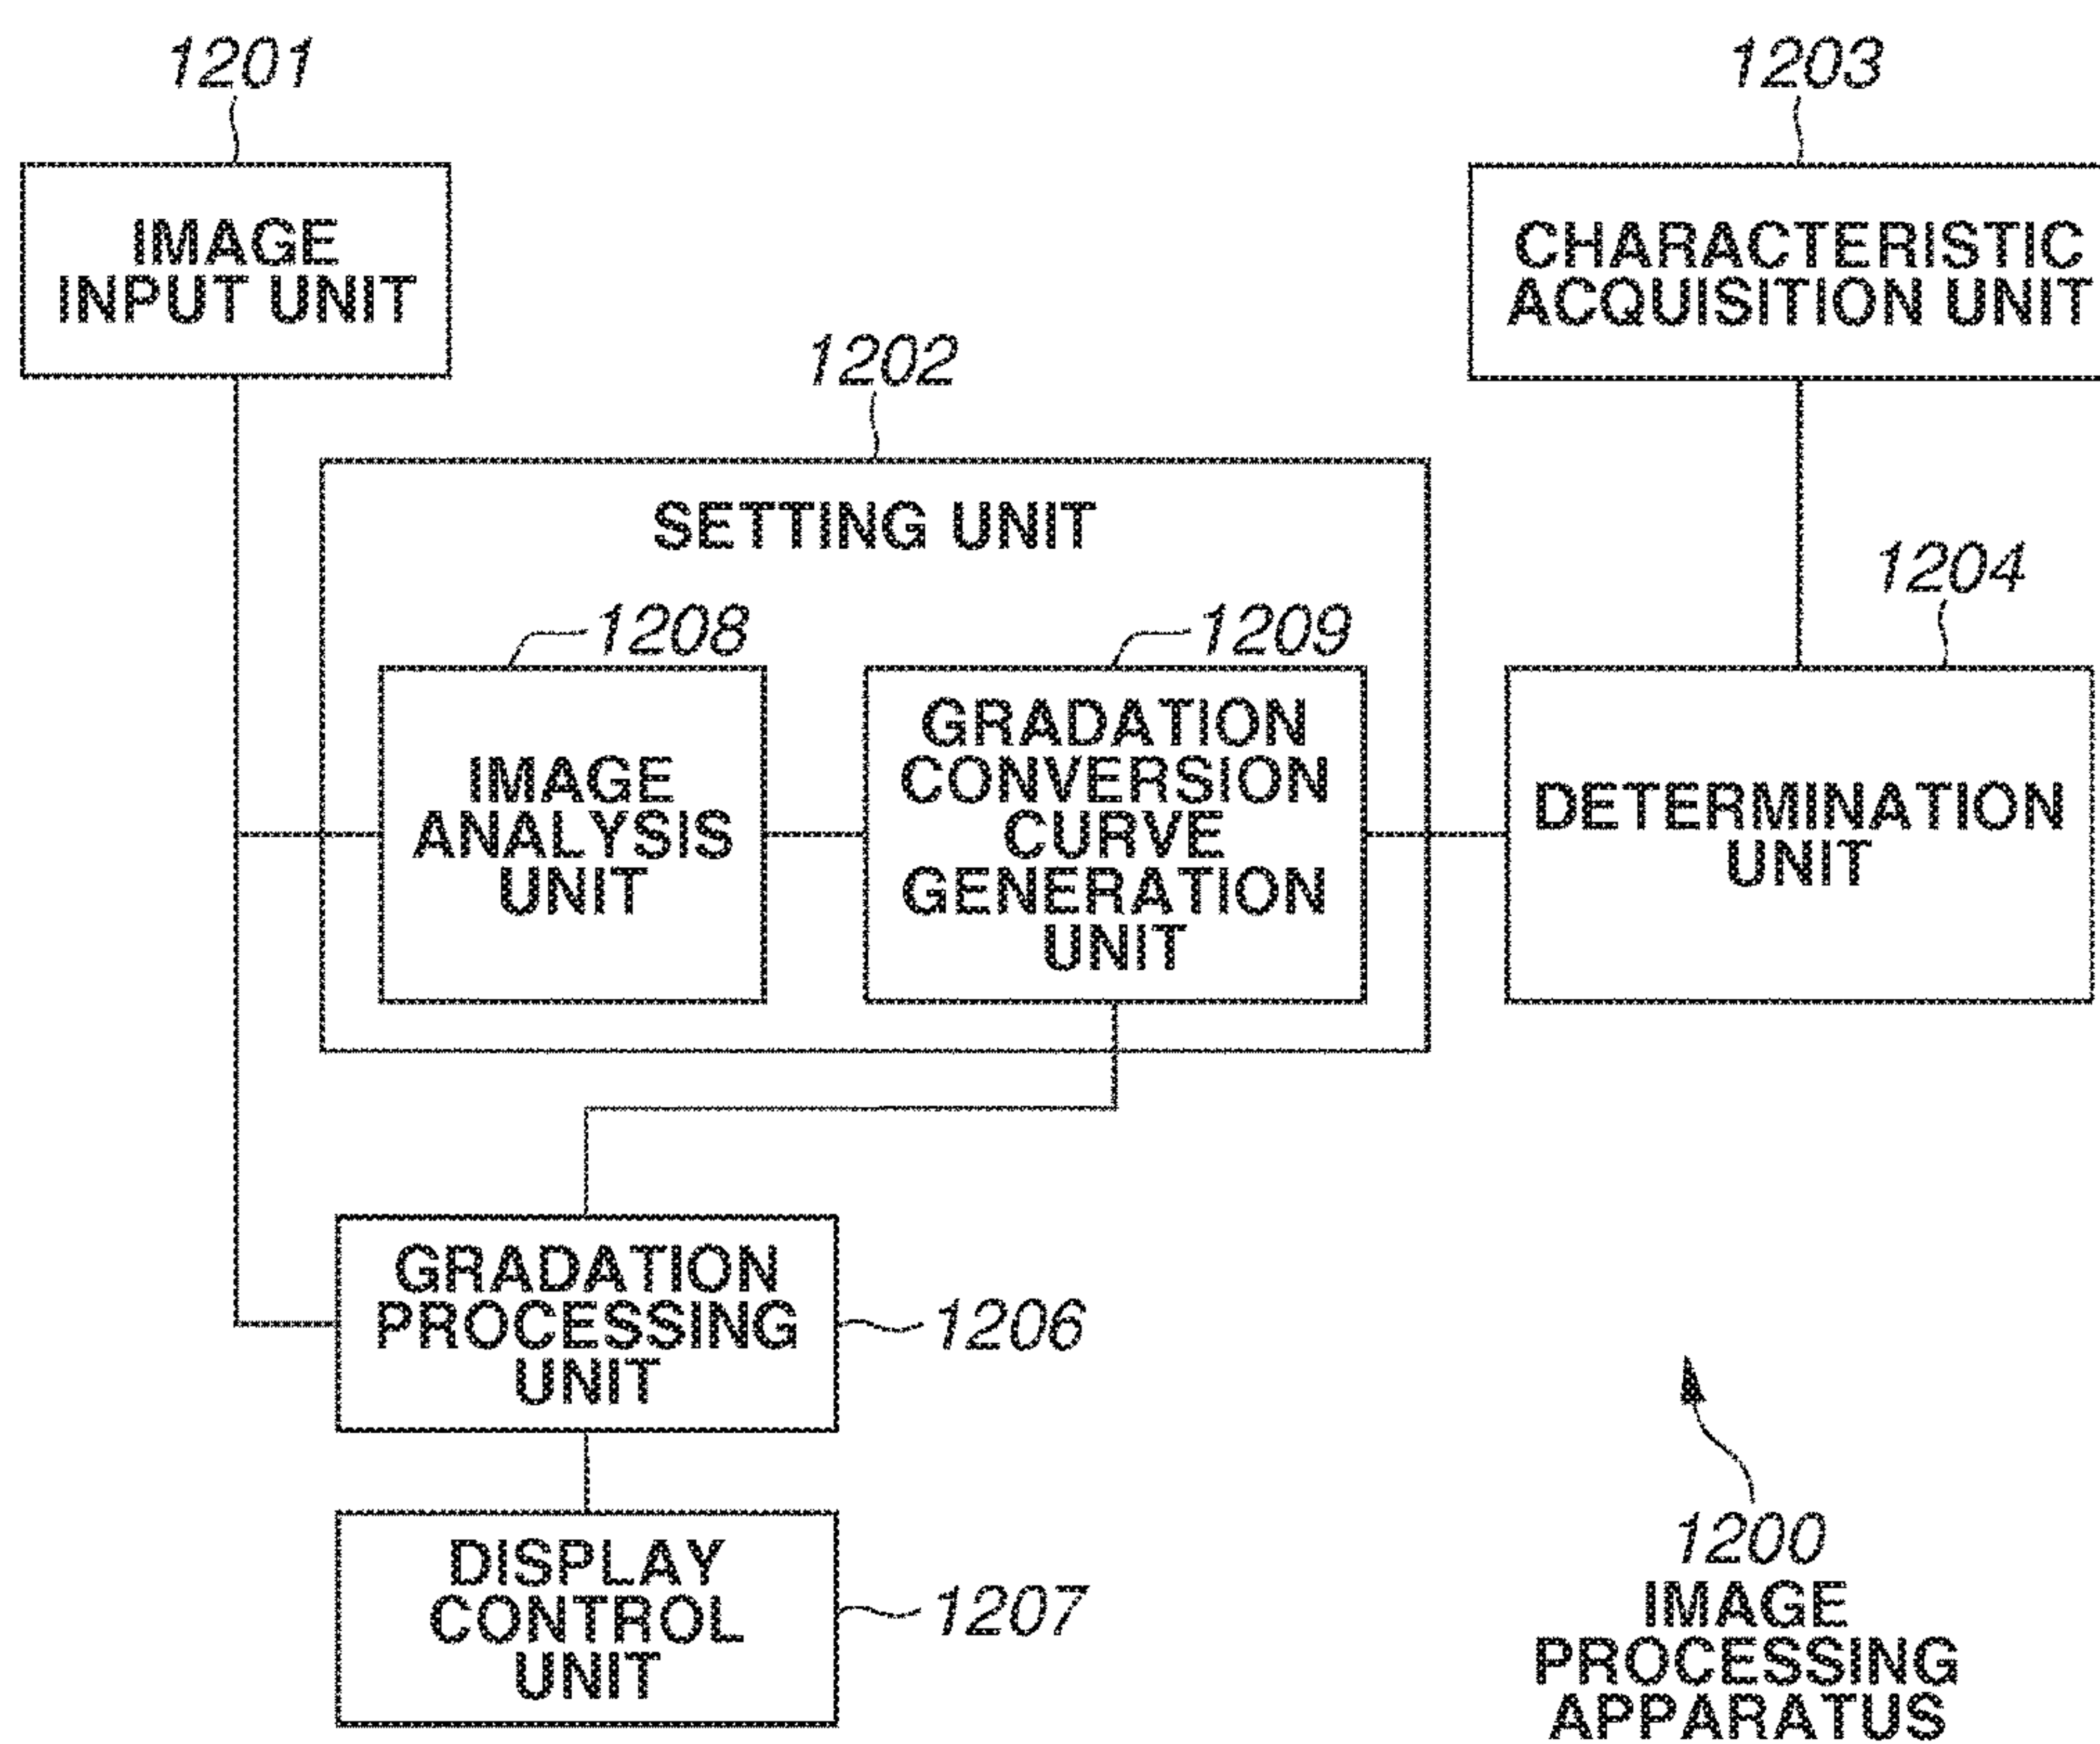 1201
IMAGE
INPUT UNIT
1203
CHARACTERISTIC
ACQUISITION UNIT
1202
SETTING UNIT
1208
IMAGE
ANALYSIS
UNIT
1209
GRADATION
CONVERSION
CURVE
GENERATION
UNIT
1204
DETERMINATION
UNIT
GRADATION
PROCESSING
UNIT
1206
DISPLAY
CONTROL
UNIT
1207
1200
IMAGE
PROCESSING
APPARATUS